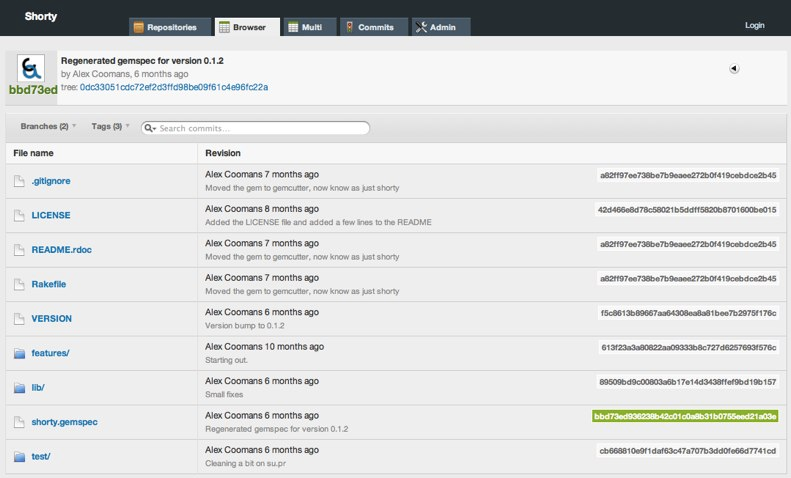 Shorty
Repositories Browser Multi Commits Admin
Login
Regenerated gemspec for version 0.1.2
by Alex Coomans, 6 months ago
bbd73ed
tree: 0dc33051cdc72ef2d3ffd98be09f61c4e96fc22a
Branches (2) Tags (3) Search commits...
File name Revision
.gitignore Alex Coomans 7 months ago a82ff97ee738be7b9eaee272b0f419cebdce2b45
Moved the gem to gemcutter, now know as just shorty
LICENSE Alex Coomans 8 months ago 42d466e8d78c58021b5ddff5820b8701600be015
Added the LICENSE file and added a few lines to the README
README.rdoc Alex Coomans 7 months ago a82ff97ee738be7b9eaee272b0f419cebdce2b45
Moved the gem to gemcutter, now know as just shorty
Rakefile Alex Coomans 7 months ago a82ff97ee738be7b9eaee272b0f419cebdce2b45
Moved the gem to gemcutter, now know as just shorty
VERSION Alex Coomans 6 months ago f5c8613b89667aa64308ea8a81bee7b2975f176c
Version bump to 0.1.2
features/ Alex Coomans 10 months ago 613f23a3a80822aa09333b8c727d6257693f576c
Starting out.
lib/ Alex Coomans 6 months ago 89509bd9c00803a6b17e14d3438ffef9bd19b157
Small fixes
shorty.gemspec Alex Coomans 6 months ago bbd73ed936238b42c01c0a8b31b0755eed21a03e
Regenerated gemspec for version 0.1.2
test/ Alex Coomans 6 months ago cb668810e9f1daf63c47a707b3dd0fe66d7741cd
Cleaning a bit on su.pr